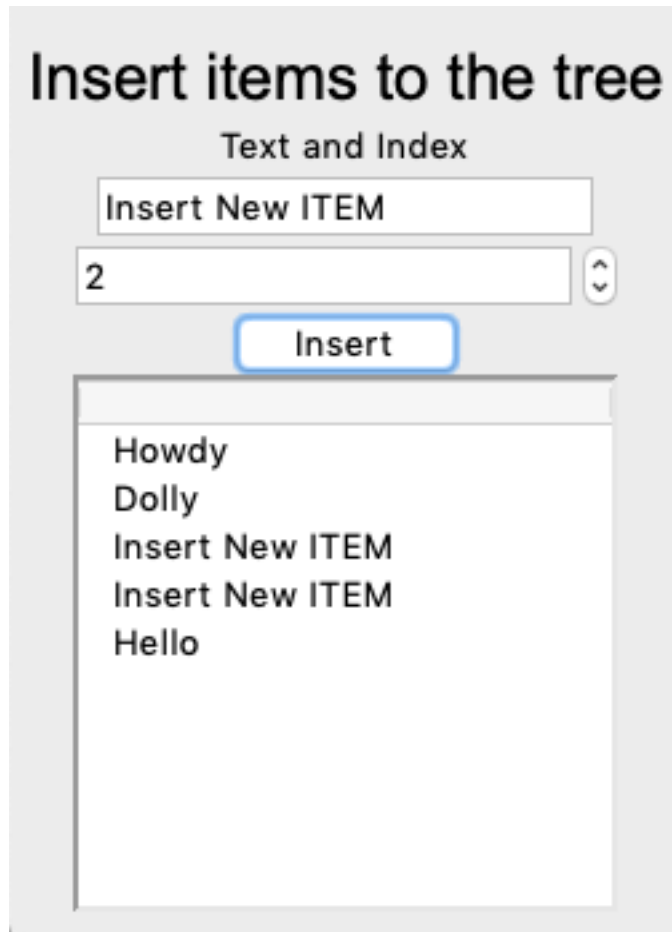 Insert items to the tree
Text and Index
Insert New ITEM
2
Insert
Howdy
Dolly
Insert New ITEM
Insert New ITEM
Hello